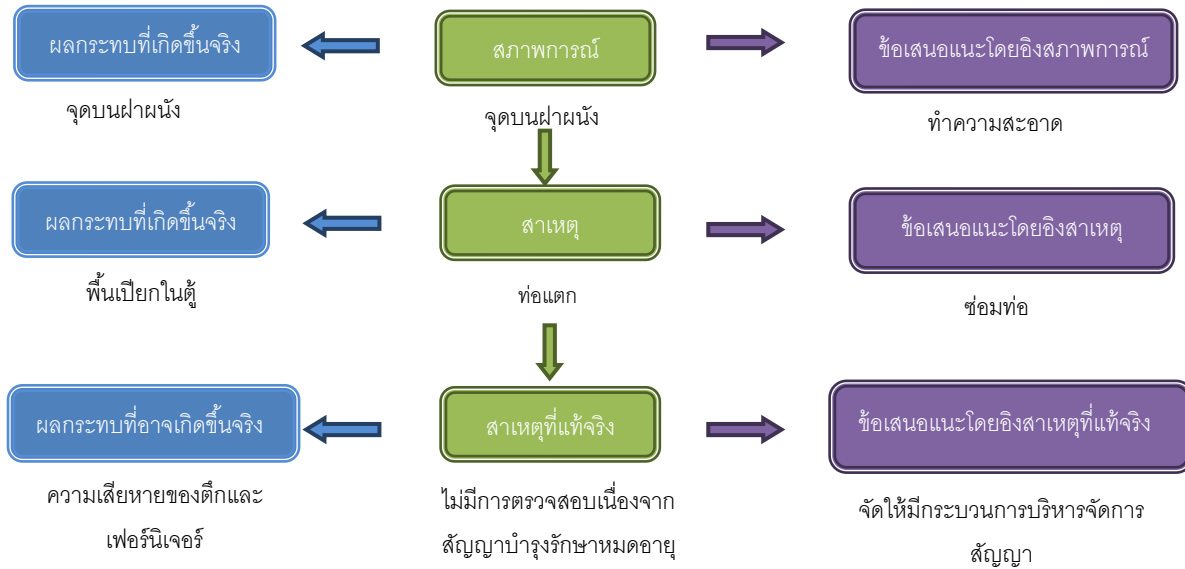 ผลกระทบที่เกิดขึ้นจริง
สภาพการณ์
ข้อเสนอแนะโดยอิงสภาพการณ์
จุดบนฝาผนัง
จุดบนฝาผนัง
ทำความสะอาด
ผลกระทบที่เกิดขึ้นจริง
สาเหตุ
ข้อเสนอแนะโดยอิงสาเหตุ
พื้นเปียกในตู้
ท่อแตก
ซ่อมท่อ
ผลกระทบที่อาจเกิดขึ้นจริง
สาเหตุที่แท้จริง
ข้อเสนอแนะโดยอิงสาเหตุที่แท้จริง
ความเสียหายของตึกและ
เฟอร์นิเจอร์
ไม่มีการตรวจสอบเนื่องจาก
สัญญาบำรุงรักษาหมดอายุ
จัดให้มีกระบวนการบริหารจัดการ
สัญญา